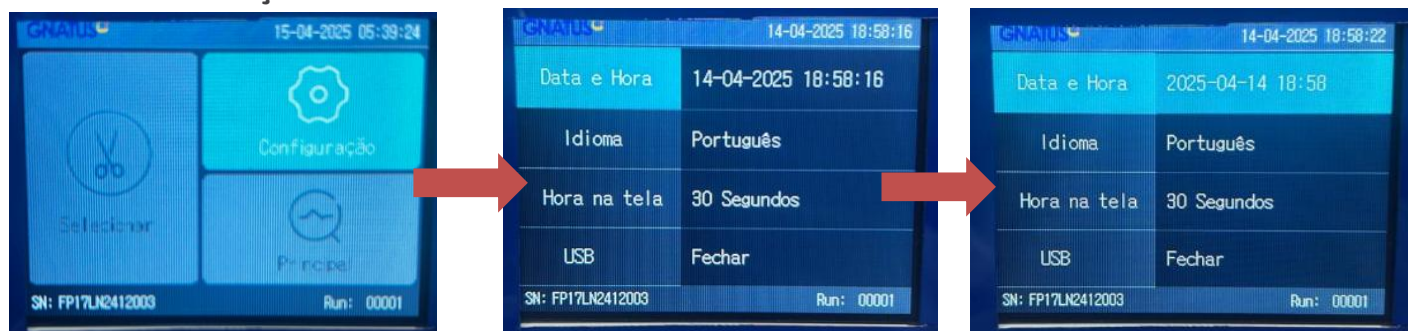 GNATUS 15-04-2025 05:39:24
Configuração
Selecionar
Principal
SN: FP17LN2412003 Run: 00001
GNATUS 14-04-2025 18:58:16
Data e Hora 14-04-2025 18:58:16
Idioma Português
Hora na tela 30 Segundos
USB Fechar
SN: FP17LN2412003 Run: 00001
GNATUS 14-04-2025 18:58:22
Data e Hora 2025-04-14 18:58
Idioma Português
Hora na tela 30 Segundos
USB Fechar
SN: FP17LN2412003 Run: 00001